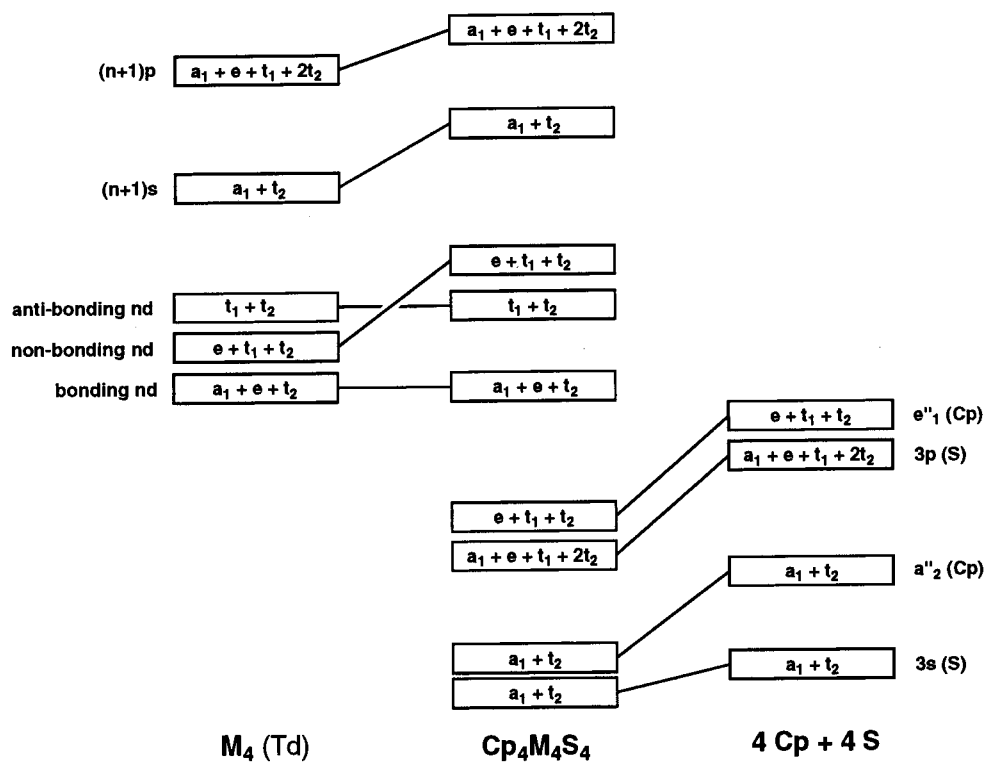 a₁ + e + t₁ + 2t₂
(n+1)p
a₁ + e + t₁ + 2t₂
a₁ + t₂
(n+1)s
a₁ + t₂
e + t₁ + t₂
anti-bonding nd
t₁ + t₂
t₁ + t₂
non-bonding nd
e + t₁ + t₂
bonding nd
a₁ + e + t₂
a₁ + e + t₂
e + t₁ + t₂
e"₁ (Cp)
a₁ + e + t₁ + 2t₂
3p (S)
e + t₁ + t₂
a₁ + e + t₁ + 2t₂
a₁ + t₂
a"₂ (Cp)
a₁ + t₂
a₁ + t₂
3s (S)
a₁ + t₂
M₄ (Td)
Cp₄M₄S₄
4 Cp + 4 S